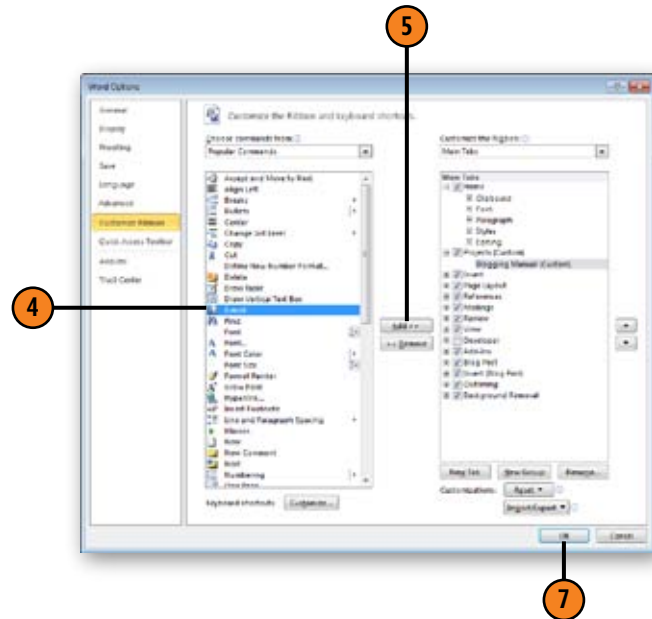 5
Word Options
General
Display
Proofing
Save
Language
Advanced
Customize Ribbon
Quick Access Toolbar
Add-Ins
Trust Center
Customize the Ribbon and keyboard shortcuts.
Choose commands from:
Popular Commands
Accept and Move to Next
Align Left
Breaks
Bullets
Center
Change List Level
Copy
Cut
Define New Number Format...
Delete
Draw Table
Draw Vertical Text Box
4
Find
Font
Font...
Font Color
Font Size
Format Painter
Grow Font
Hyperlink...
Insert Footnote
Line and Paragraph Spacing
Macros
New
New Comment
Next
Numbering
Keyboard shortcuts: Customize...
Add >>
<< Remove
Customize the Ribbon:
Main Tabs
Main Tabs
Home
Clipboard
Font
Paragraph
Styles
Editing
Projects (Custom)
Blogging Manual (Custom)
Insert
Page Layout
References
Mailings
Review
View
Developer
Add-Ins
Blog Post
Insert (Blog Post)
Outlining
Background Removal
New Tab New Group Rename...
Customizations: Reset
Import/Export
OK Cancel
7